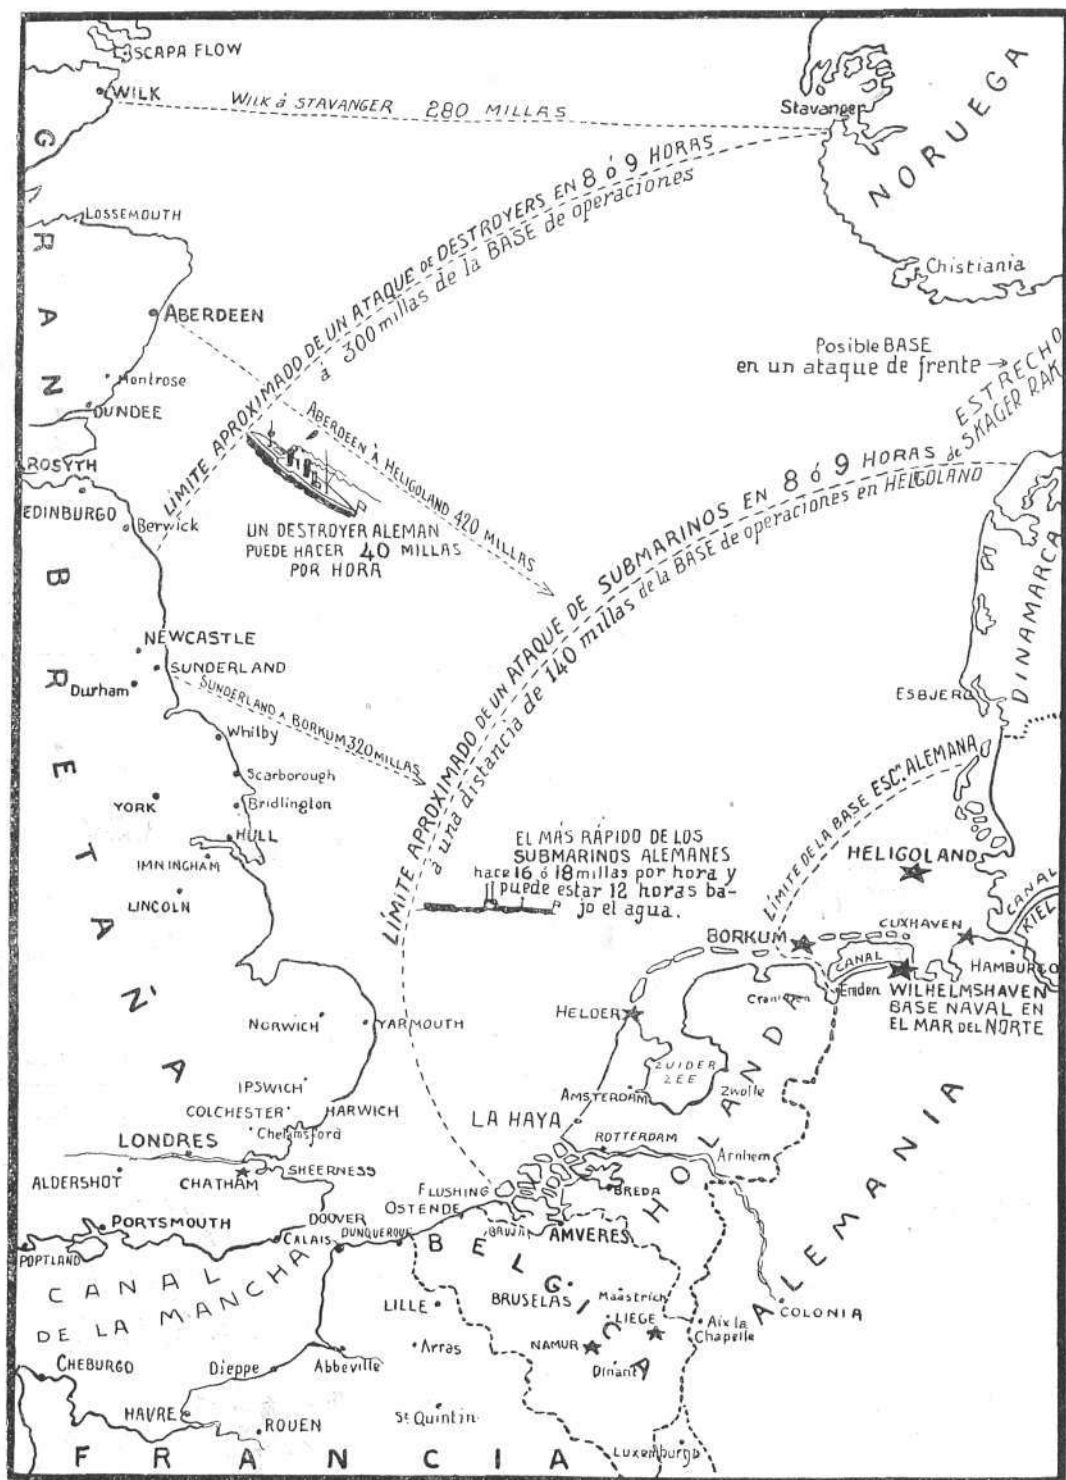 SCAPA FLOW
WILK
WILK á STAVANGER 280 MILLAS
Stavanger
NORUEGA
LOSSEMOUTH
Chistiania
ABERDEEN
Montrose
DUNDEE
ROSYTH
EDINBURGO
Berwick
GRAN BRETAÑA
LÍMITE APROXIMADO DE UN ATAQUE de DESTROYERS EN 8 ó 9 HORAS
á 300 millas de la BASE de operaciones
Posible BASE
en un ataque de frente →
ESTRECHO
de SKAGER RAK
ABERDEEN À HELIGOLAND 420 MILLAS
UN DESTROYER ALEMAN
PUEDE HACER 40 MILLAS
POR HORA
LÍMITE APROXIMADO DE UN ATAQUE DE SUBMARINOS EN 8 ó 9 HORAS
á una distancia de 140 millas de la BASE de operaciones en HELGOLAND
DINAMARCA
ESBJERG
NEWCASTLE
SUNDERLAND
Durham
SUNDERLAND A BORKUM 320 MILLAS
Whilby
Scarborough
YORK
Bridlington
HULL
IMNINGHAM
LINCOLN
EL MÁS RÁPIDO DE LOS
SUBMARINOS ALEMANES
hace 16 ó 18 millas por hora y
puede estar 12 horas ba-
jo el agua.
LÍMITE DE LA BASE ESCn. ALEMANA
HELIGOLAND
CANAL
KIEL
CUXHAVEN
BORKUM
HAMBURGO
CANAL
Emden
WILHELMSHAVEN
BASE NAVAL EN
EL MAR DEL NORTE
Croningen
HELDER
NORWICH
YARMOUTH
ZUIDER
ZEE
Zwolle
AMSTERDAM
IPSWICH
COLCHESTER
HARWICH
Chelmsford
LA HAYA
HOLANDA
ALEMANIA
LONDRES
ROTTERDAM
Arnhem
ALDERSHOT
CHATHAM
SHEERNESS
FLUSHING
BREDA
OSTENDE
PORTSMOUTH
DOOVER
CALAIS
DUNQUERQUE
BRUJAS
AMVERES
POPTLAND
CANAL
DE LA MANCHA
BELGICA
LILLE
BRUSELAS
Maästrich
LIEGE
Aix la
Chapelle
COLONIA
NAMUR
Dinant
CHEBURGO
Dieppe
Abbeville
Arras
HAVRE
ROUEN
St. Quintin
Luxemburgo
FRANCIA